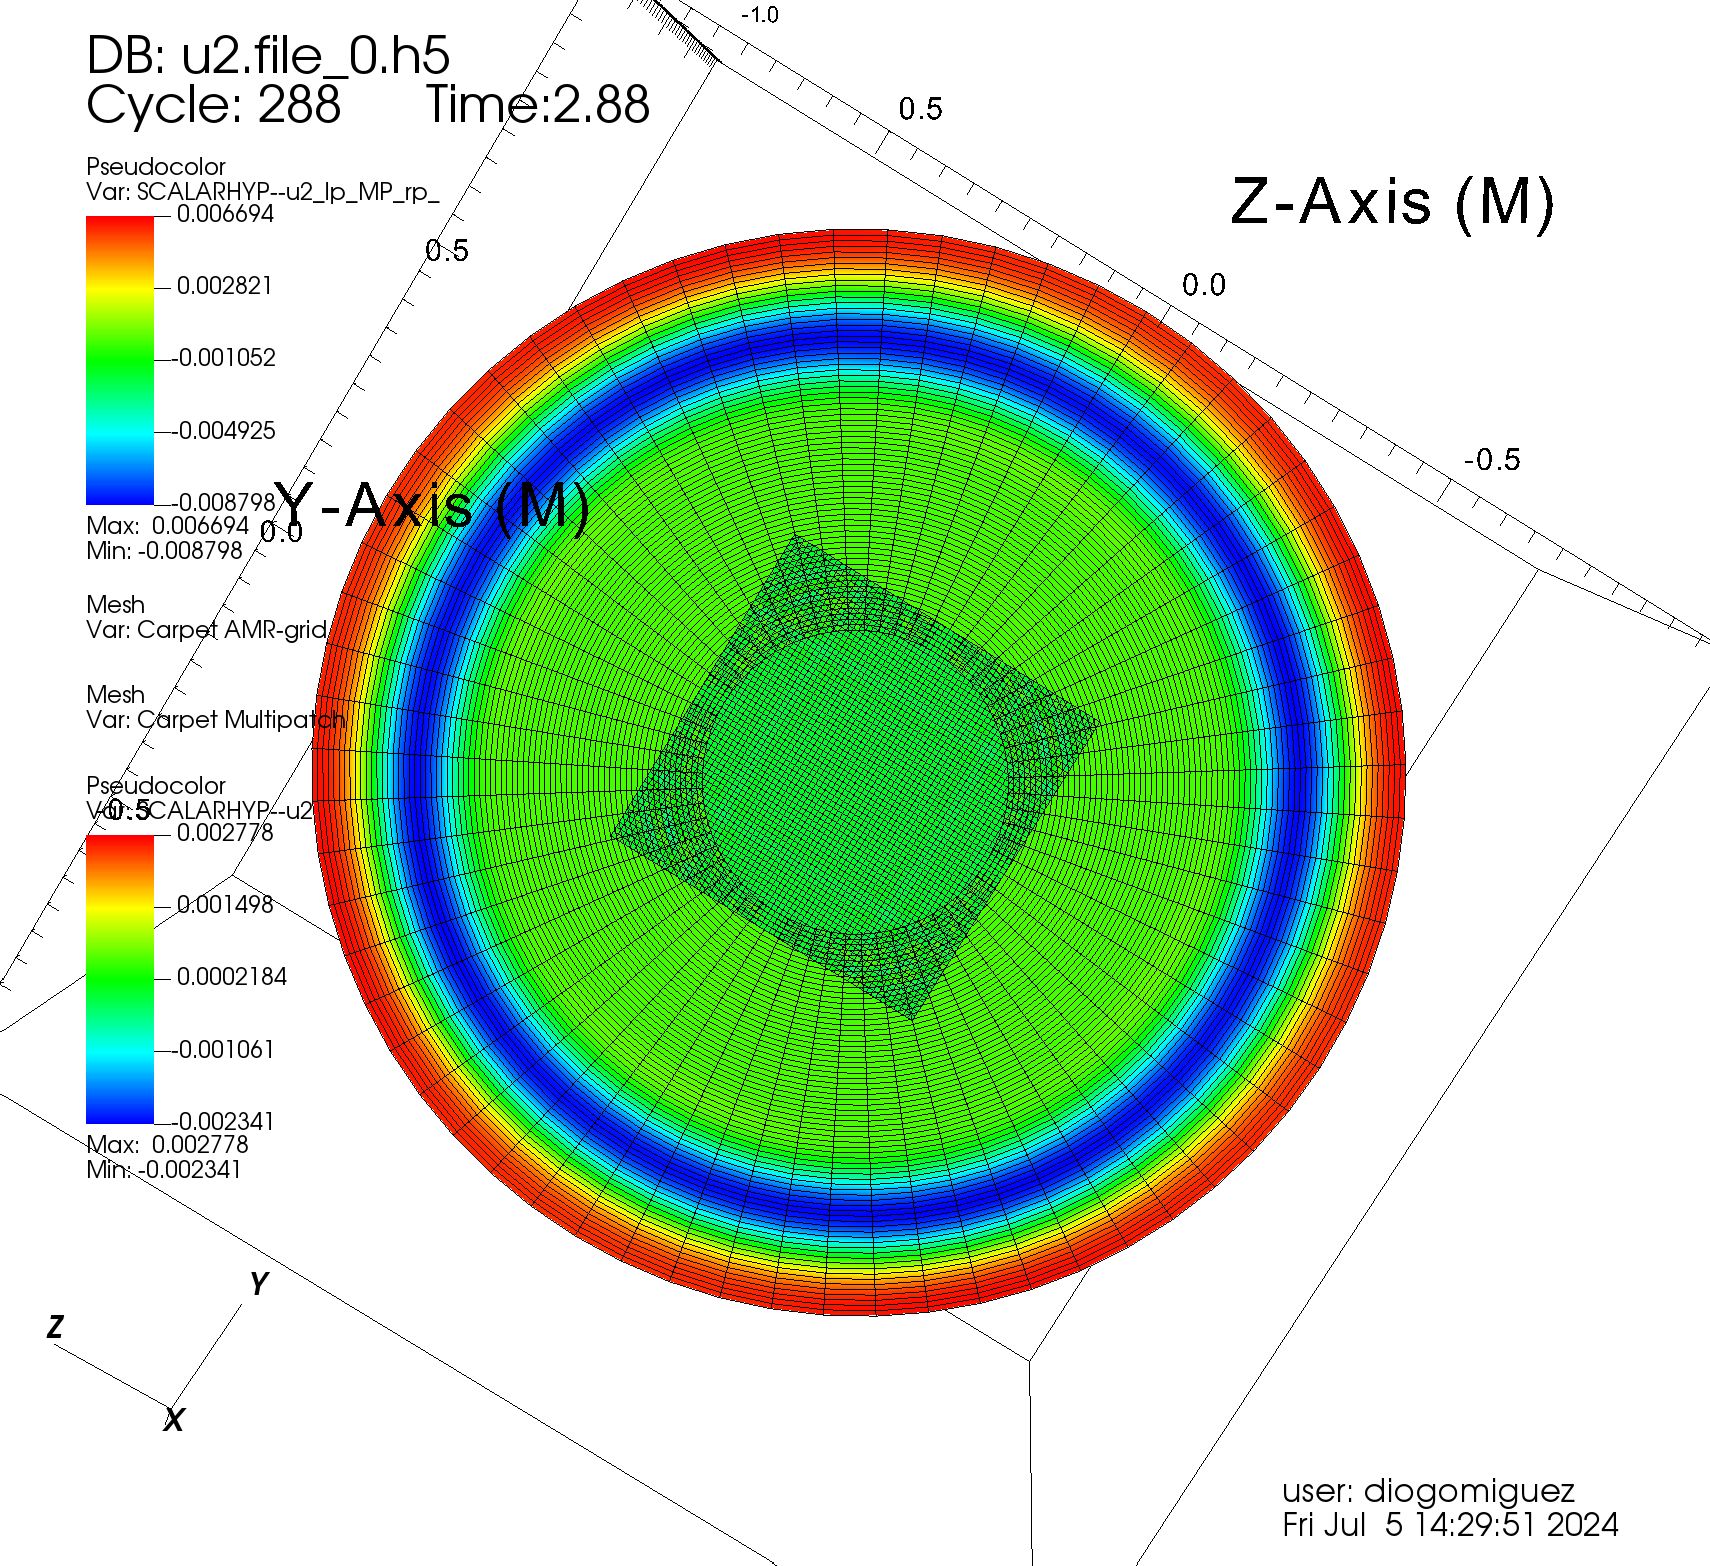 DB: u2.file_0.h5
Cycle: 288 Time:2.88
Pseudocolor
Var: SCALARHYP--u2_lp_MP_rp_
0.006694
0.002821
-0.001052
-0.004925
-0.008798
Max: 0.006694
Min: -0.008798
Mesh
Var: Carpet AMR-grid
Mesh
Var: Carpet Multipatch
Pseudocolor
Var: SCALARHYP--u2
0.002778
0.001498
0.0002184
-0.001061
-0.002341
Max: 0.002778
Min: -0.002341
-1.0
0.5
Z-Axis (M)
0.0
-0.5
0.5
Y-Axis (M)
0.0
-0.5
Y
Z
X
user: diogomiguez
Fri Jul 5 14:29:51 2024